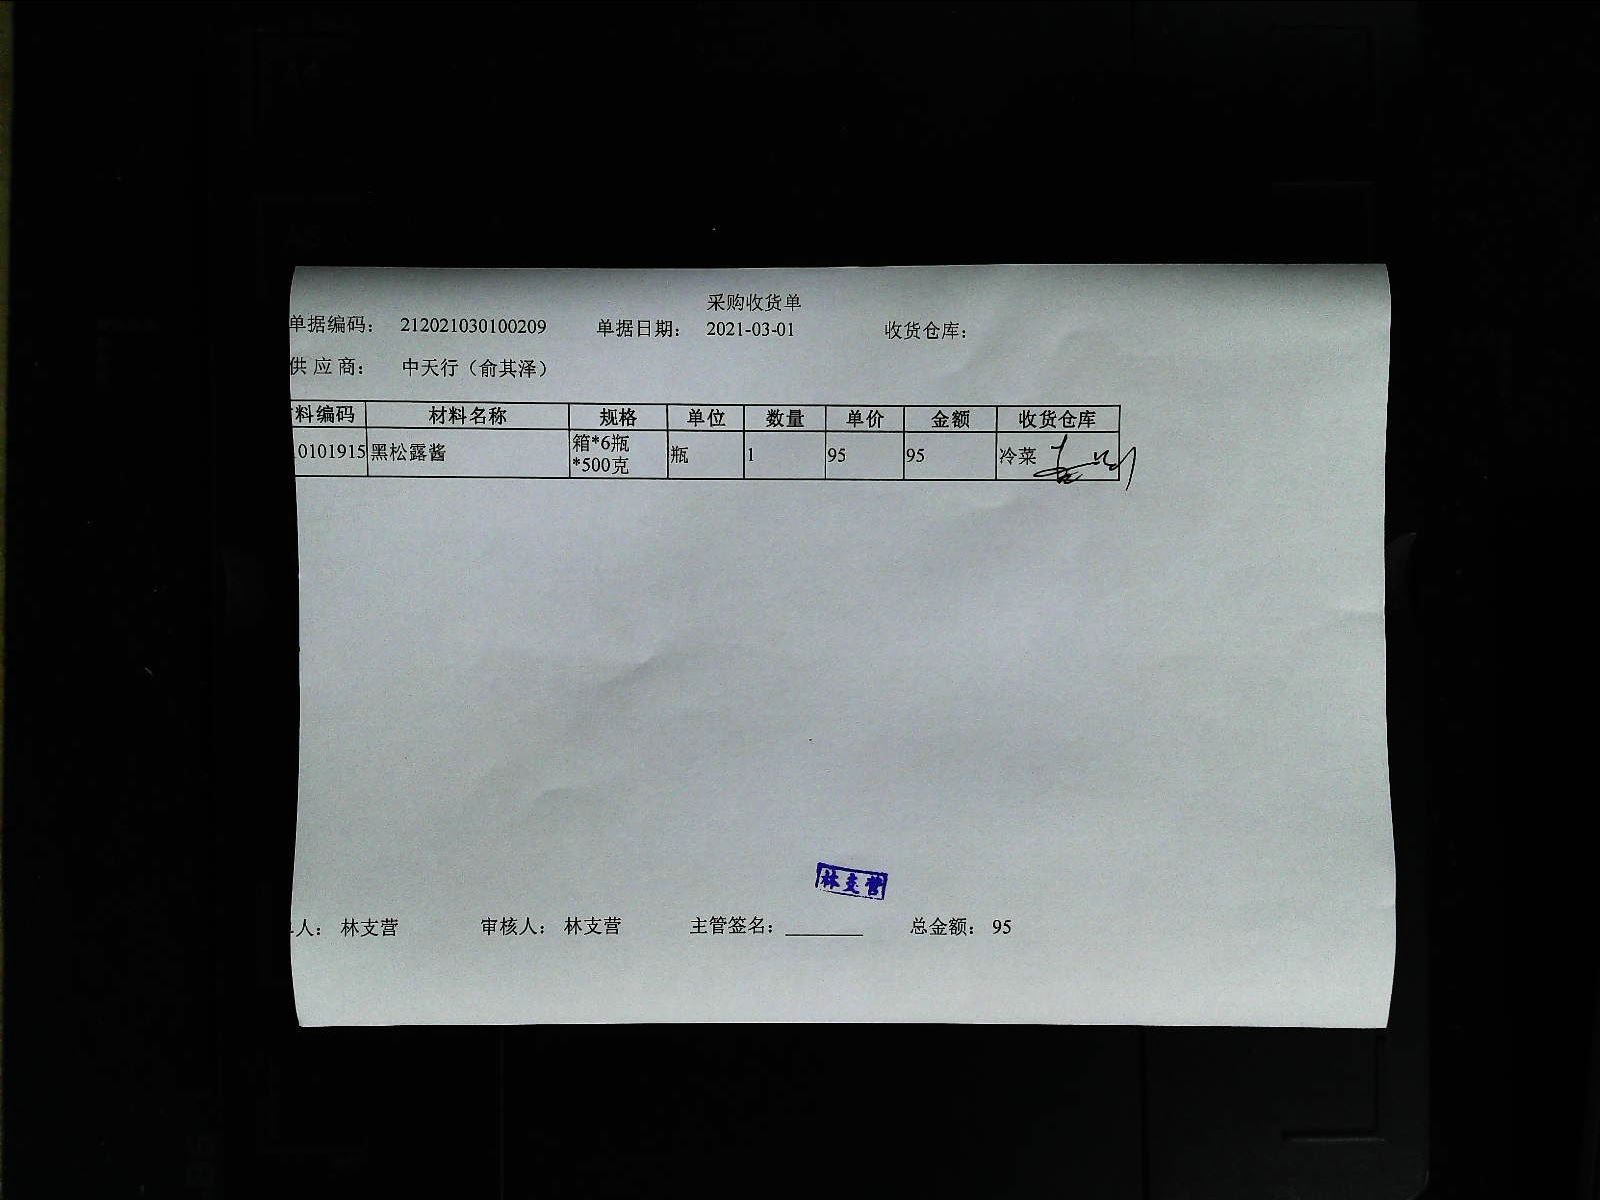 采购收货单
单据编码： 212021030100209 单据日期： 2021-03-01 收货仓库：
供 应 商： 中天行（俞其泽）
料编码 材料名称 规格 单位 数量 单价 金额 收货仓库
0101915 黑松露酱 箱*6瓶 瓶 1 95 95 冷菜
*500克
林支营
人： 林支营 审核人： 林支营 主管签名：________ 总金额： 95